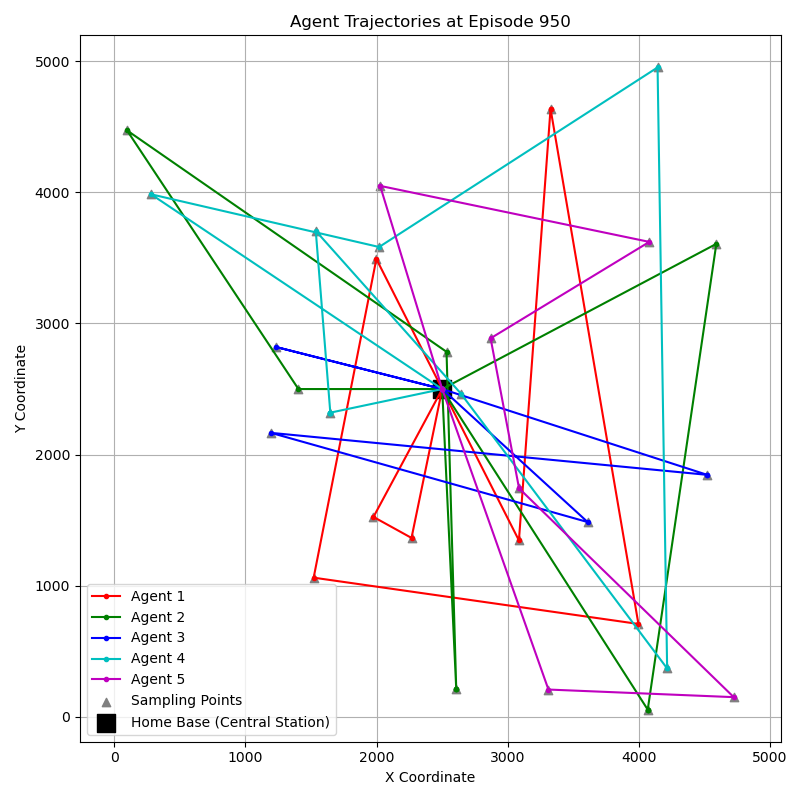 Agent Trajectories at Episode 950
Y Coordinate
5000
4000
3000
2000
1000
0
Agent 1
Agent 2
Agent 3
Agent 4
Agent 5
Sampling Points
Home Base (Central Station)
0 1000 2000 3000 4000 5000
X Coordinate